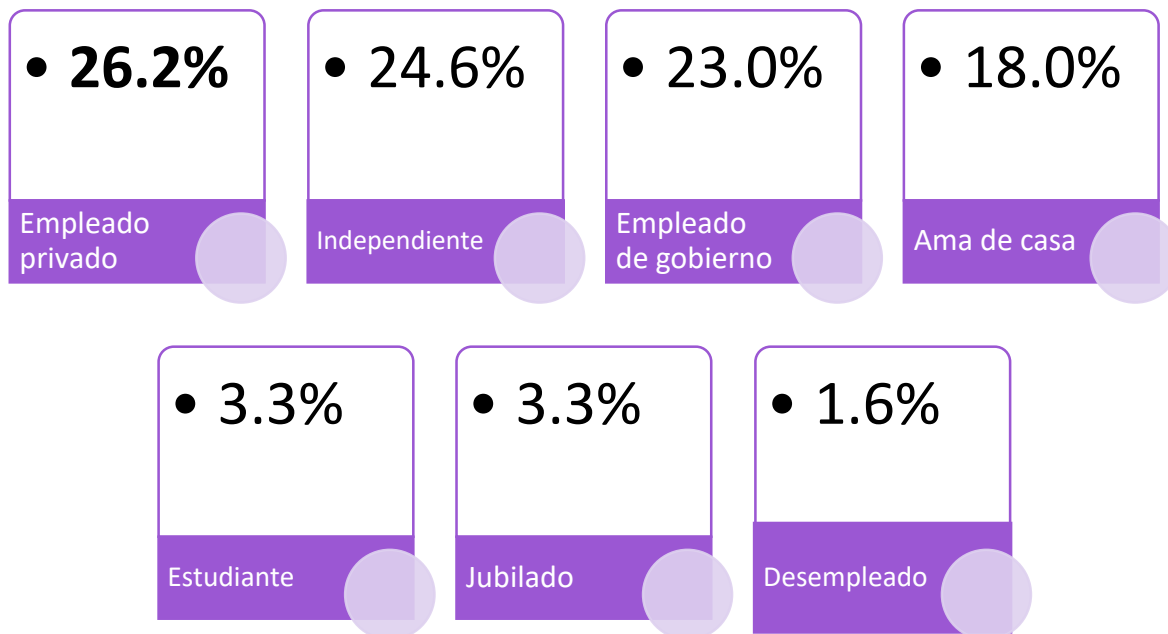 • 26.2%
Empleado
privado
• 24.6%
Independiente
• 23.0%
Empleado
de gobierno
• 18.0%
Ama de casa
• 3.3%
Estudiante
• 3.3%
Jubilado
• 1.6%
Desempleado